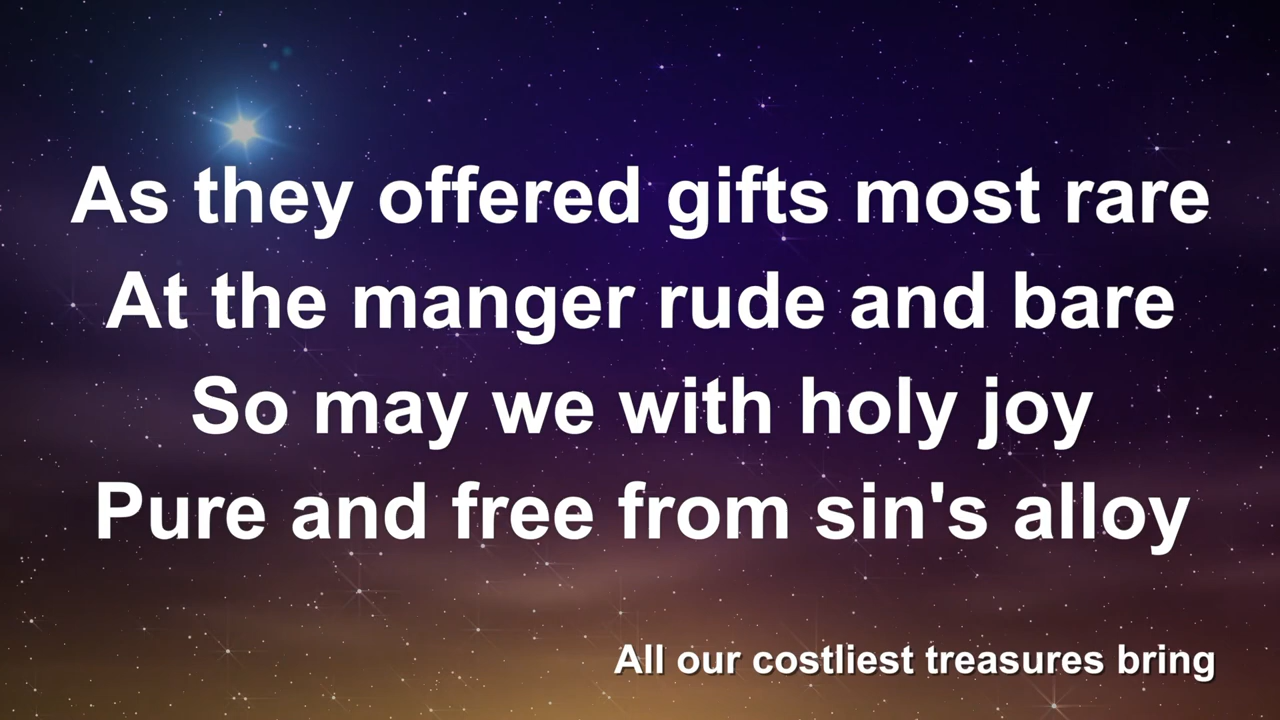 As they offered gifts most rare
At the manger rude and bare
So may we with holy joy
Pure and free from sin's alloy
All our costliest treasures bring